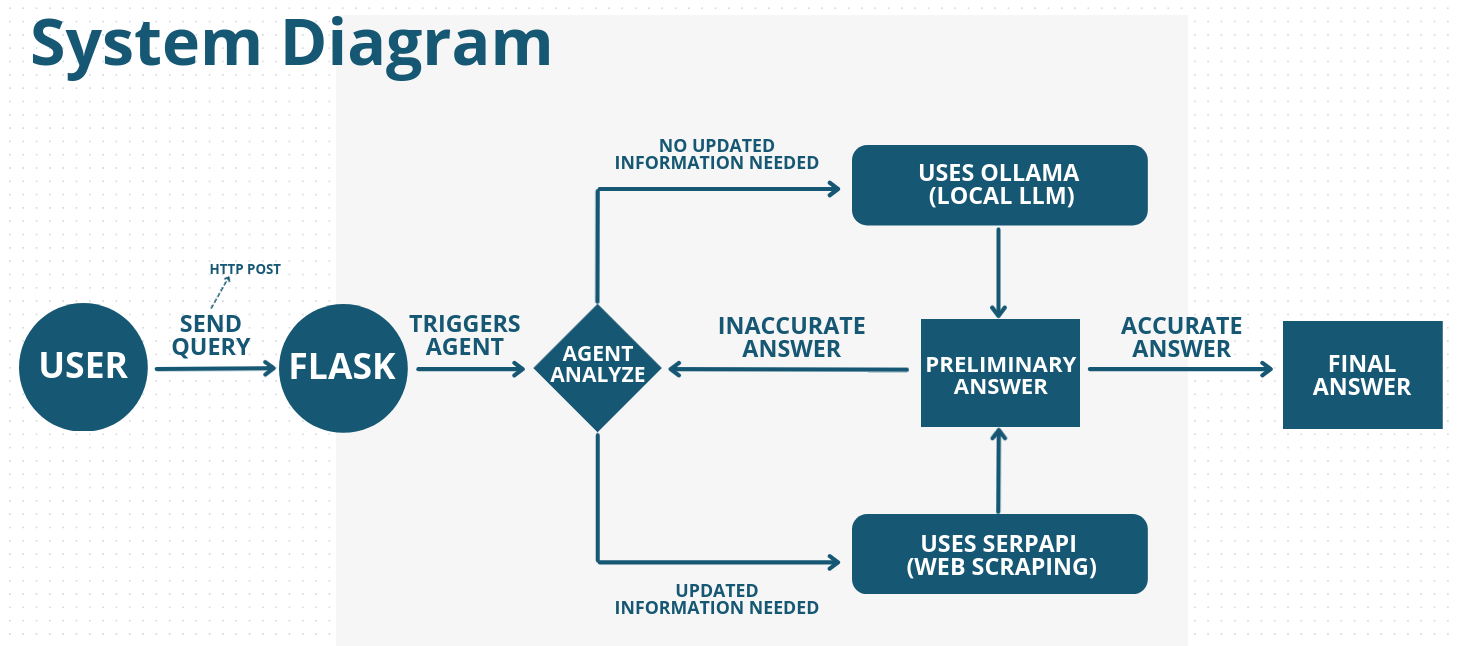 System Diagram
NO UPDATED
INFORMATION NEEDED
USES OLLAMA
(LOCAL LLM)
HTTP POST
SEND
QUERY
TRIGGERS
AGENT
INACCURATE
ANSWER
ACCURATE
ANSWER
USER
FLASK
AGENT
ANALYZE
PRELIMINARY
ANSWER
FINAL
ANSWER
USES SERPAPI
(WEB SCRAPING)
UPDATED
INFORMATION NEEDED